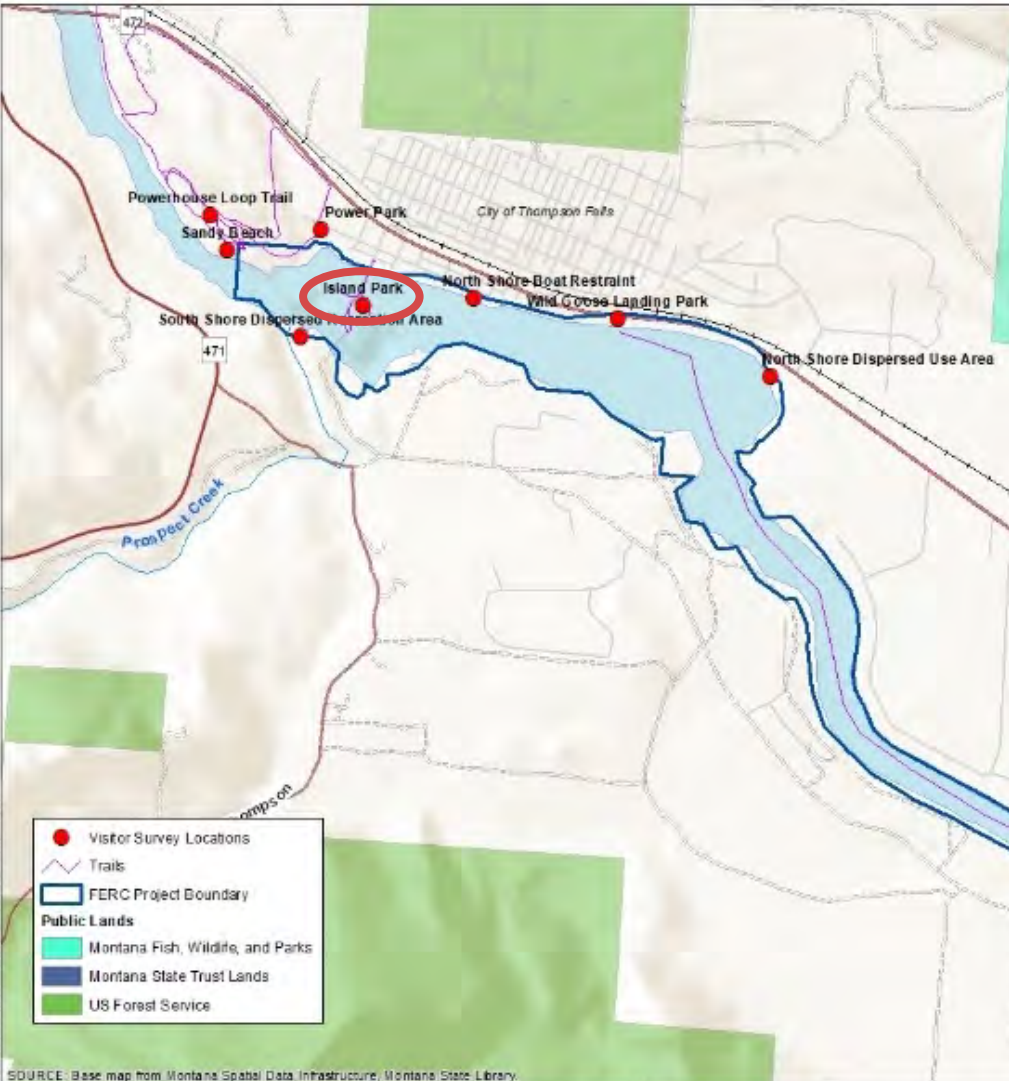 472
Powerhouse Loop Trail
Power Park
City of Thompson Falls
Sandy Beach
Island Park
North Shore Boat Restraint
Wild Goose Landing Park
South Shore Dispersed Recreation Area
North Shore Dispersed Use Area
471
Prospect Creek
Visitor Survey Locations
Trails
FERC Project Boundary
Public Lands
Montana Fish, Wildlife, and Parks
Montana State Trust Lands
US Forest Service
SOURCE: Base map from Montana Spatial Data Infrastructure, Montana State Library